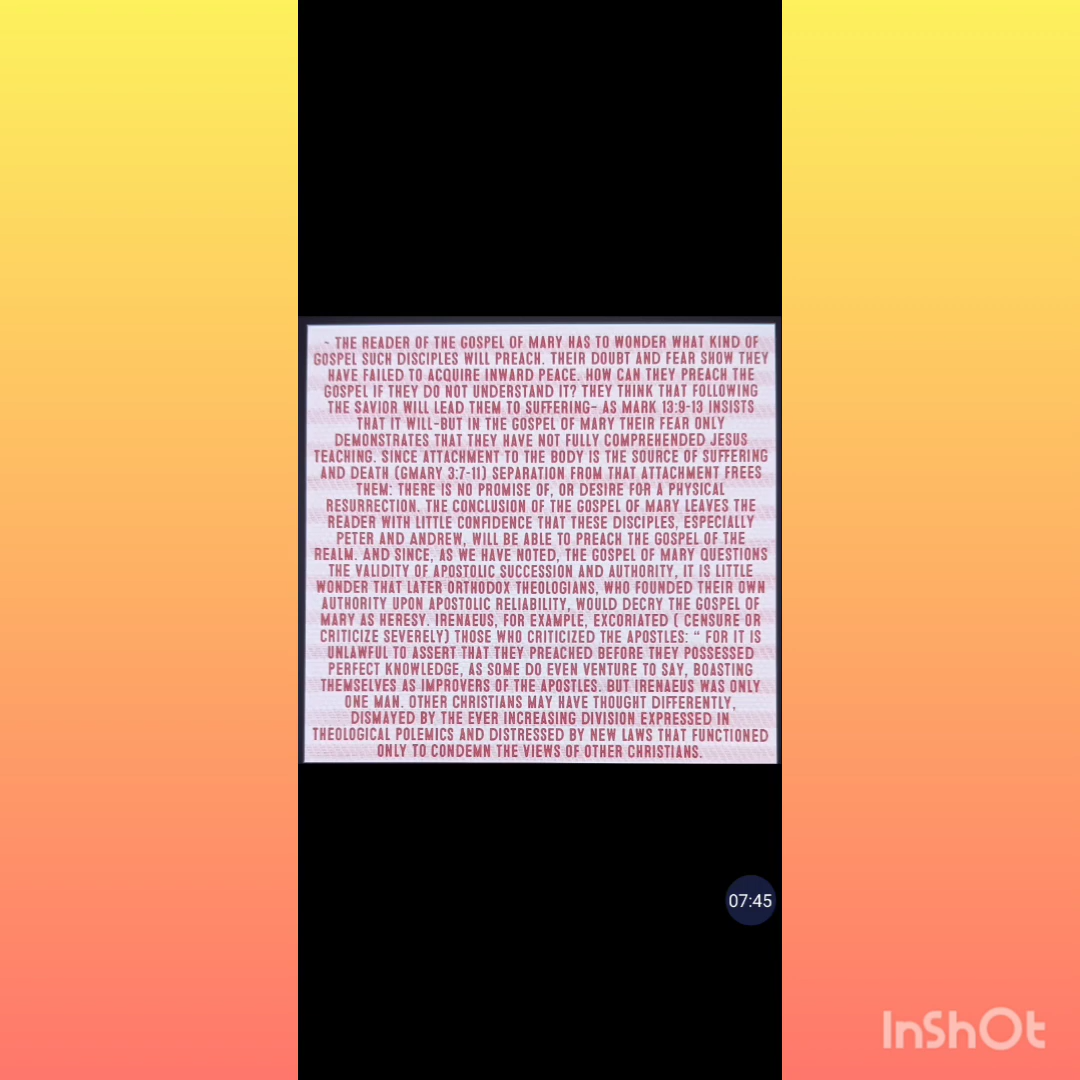 - THE READER OF THE GOSPEL OF MARY HAS TO WONDER WHAT KIND OF
GOSPEL SUCH DISCIPLES WILL PREACH. THEIR DOUBT AND FEAR SHOW THEY
HAVE FAILED TO ACQUIRE INWARD PEACE. HOW CAN THEY PREACH THE
GOSPEL IF THEY DO NOT UNDERSTAND IT? THEY THINK THAT FOLLOWING
THE SAVIOR WILL LEAD THEM TO SUFFERING- AS MARK 13:9-13 INSISTS
THAT IT WILL-BUT IN THE GOSPEL OF MARY THEIR FEAR ONLY
DEMONSTRATES THAT THEY HAVE NOT FULLY COMPREHENDED JESUS
TEACHING. SINCE ATTACHMENT TO THE BODY IS THE SOURCE OF SUFFERING
AND DEATH (GMARY 3:7-11) SEPARATION FROM THAT ATTACHMENT FREES
THEM: THERE IS NO PROMISE OF, OR DESIRE FOR A PHYSICAL
RESURRECTION. THE CONCLUSION OF THE GOSPEL OF MARY LEAVES THE
READER WITH LITTLE CONFIDENCE THAT THESE DISCIPLES, ESPECIALLY
PETER AND ANDREW, WILL BE ABLE TO PREACH THE GOSPEL OF THE
REALM. AND SINCE, AS WE HAVE NOTED, THE GOSPEL OF MARY QUESTIONS
THE VALIDITY OF APOSTOLIC SUCCESSION AND AUTHORITY, IT IS LITTLE
WONDER THAT LATER ORTHODOX THEOLOGIANS, WHO FOUNDED THEIR OWN
AUTHORITY UPON APOSTOLIC RELIABILITY, WOULD DECRY THE GOSPEL OF
MARY AS HERESY. IRENAEUS, FOR EXAMPLE, EXCORIATED ( CENSURE OR
CRITICIZE SEVERELY) THOSE WHO CRITICIZED THE APOSTLES: " FOR IT IS
UNLAWFUL TO ASSERT THAT THEY PREACHED BEFORE THEY POSSESSED
PERFECT KNOWLEDGE, AS SOME DO EVEN VENTURE TO SAY, BOASTING
THEMSELVES AS IMPROVERS OF THE APOSTLES. BUT IRENAEUS WAS ONLY
ONE MAN. OTHER CHRISTIANS MAY HAVE THOUGHT DIFFERENTLY,
DISMAYED BY THE EVER INCREASING DIVISION EXPRESSED IN
THEOLOGICAL POLEMICS AND DISTRESSED BY NEW LAWS THAT FUNCTIONED
ONLY TO CONDEMN THE VIEWS OF OTHER CHRISTIANS.
07:45
InShOt